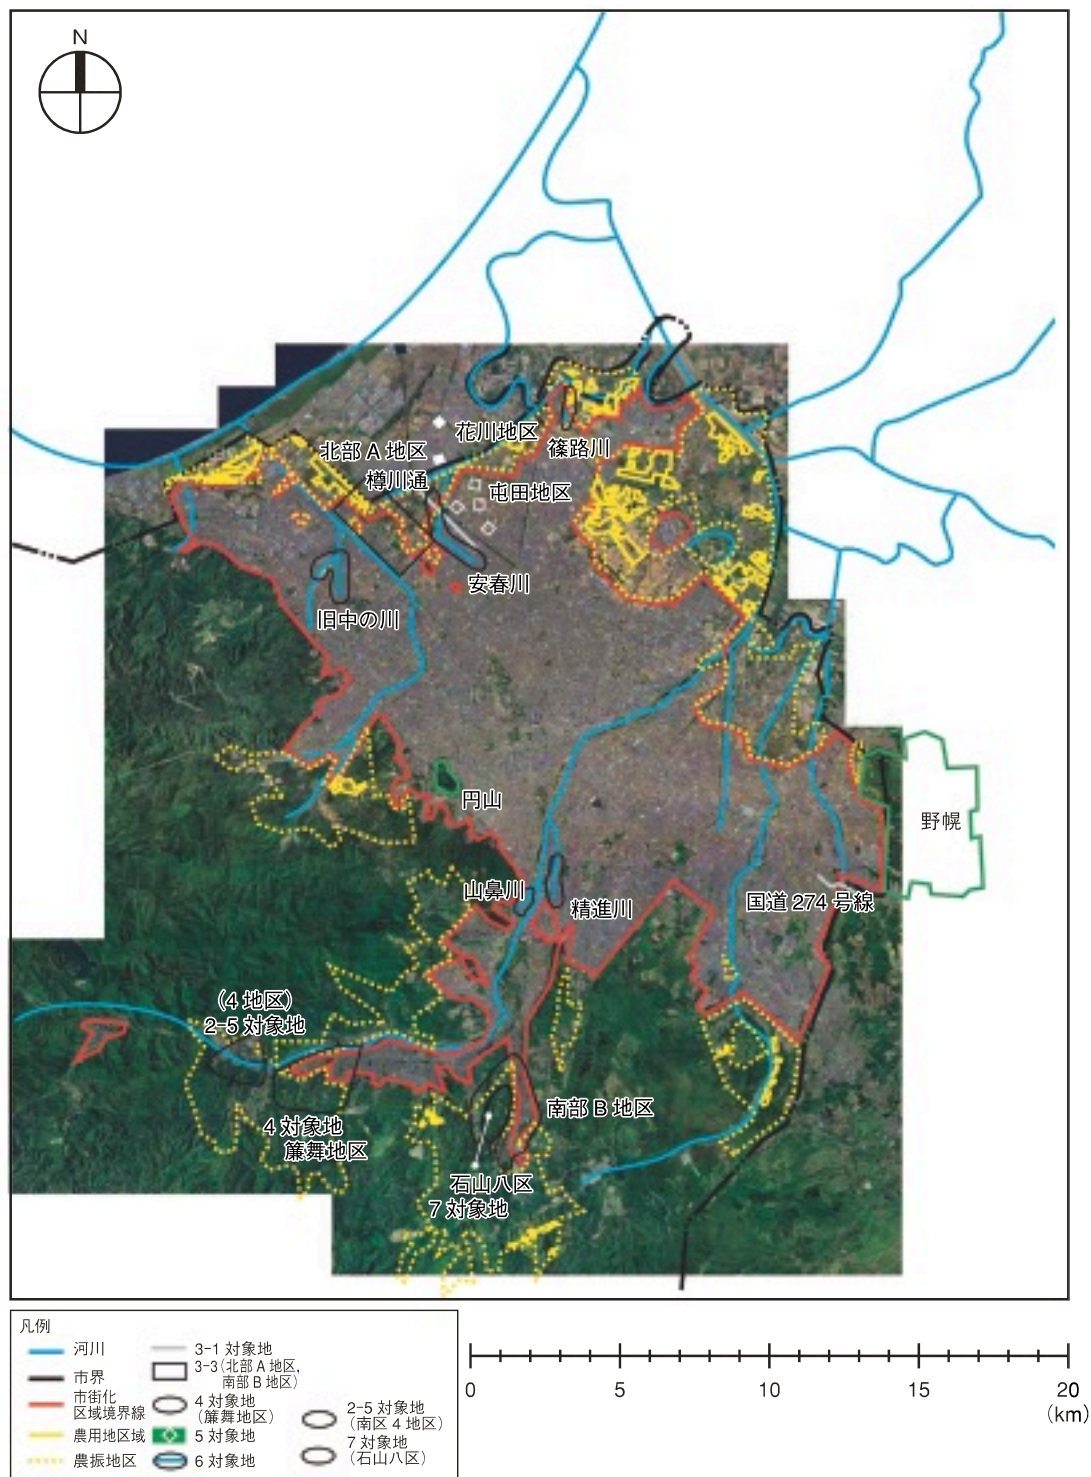 N
花川地区
北部A地区
篠路川
樽川通
屯田地区
安春川
旧中の川
円山
野幌
山鼻川
精進川
国道274号線
(4地区)
2-5対象地
南部B地区
4対象地
簾舞地区
石山八区
7対象地
凡例
河川
市界
市街化
区域境界線
農用地区域
農振地区
3-1対象地
3-3(北部A地区,
南部B地区)
4対象地
(簾舞地区)
5対象地
6対象地
2-5対象地
(南区4地区)
7対象地
(石山八区)
0 5 10 15 20
(km)